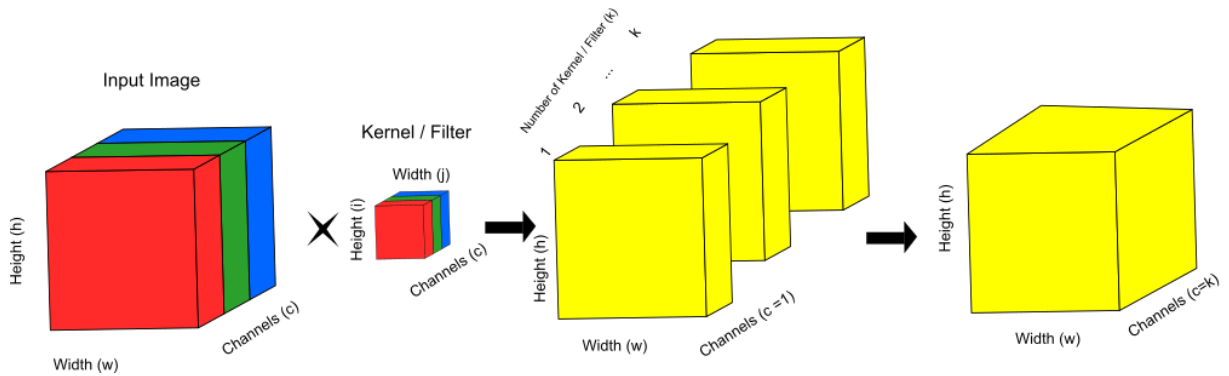 Input Image
Height (h)
Width (w)
Channels (c)
Kernel / Filter
Width (j)
Height (i)
Channels (c)
Number of Kernel / Filter (k)
1
2
...
k
Height (h)
Width (w)
Channels (c =1)
Height (h)
Width (w)
Channels (c=k)